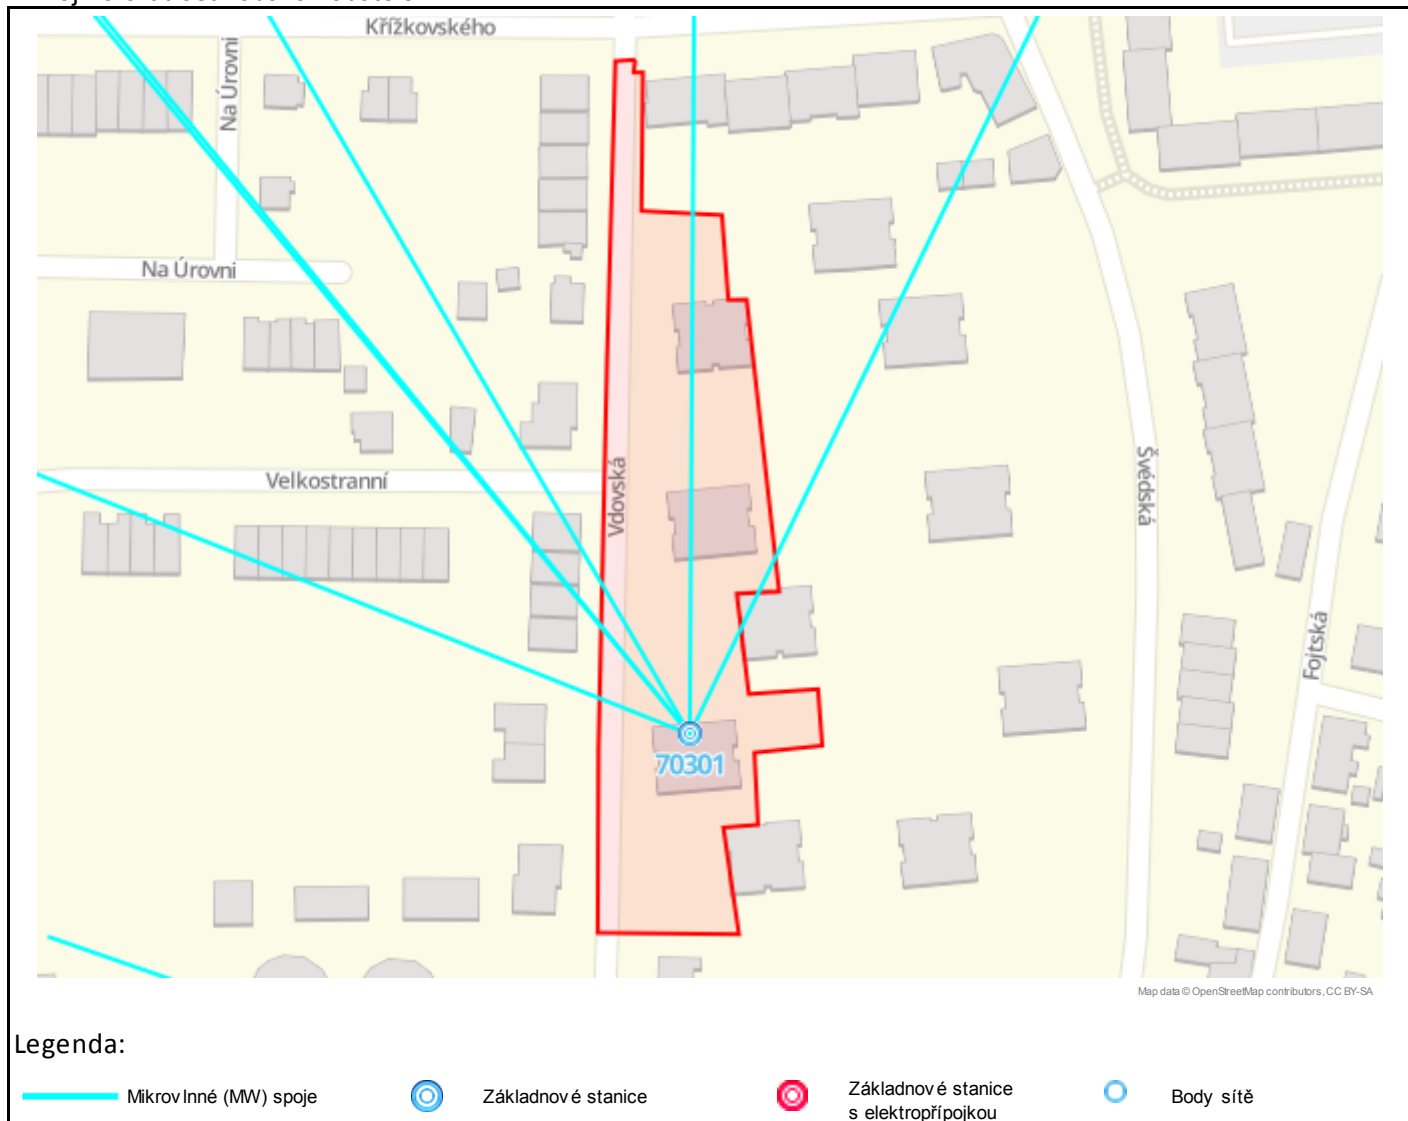 Křížkovského
Na Úrovni
Na Úrovni
Velkostranní
Vdovská
Švédská
Fojtská
70301
Map data © OpenStreetMap contributors, CC BY-SA
Legenda:
Mikrovlnné (MW) spoje
Základnové stanice
Základnové stanice
s elektropřípojkou
Body sítě